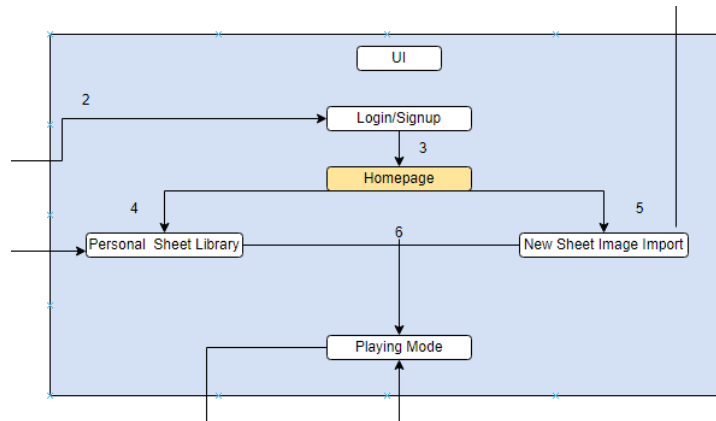 UI
2
Login/Signup
3
Homepage
4
5
Personal Sheet Library
6
New Sheet Image Import
Playing Mode